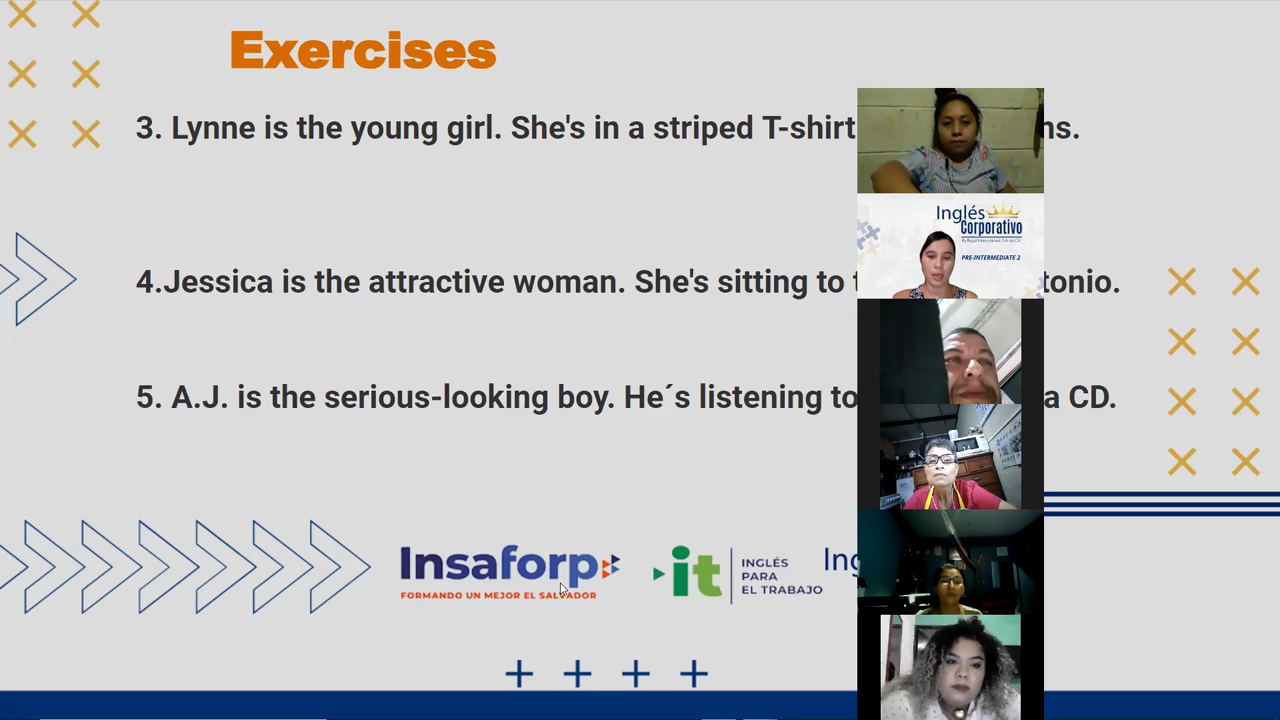 Exercises
3. Lynne is the young girl. She's in a striped T-shirt
4.Jessica is the attractive woman. She's sitting to
5. A.J. is the serious-looking boy. He´s listening to a CD.
Inglés
Corporativo
PRE-INTERMEDIATE 2
Insaforp
FORMANDO UN MEJOR EL SALVADOR
it
INGLÉS
PARA
EL TRABAJO